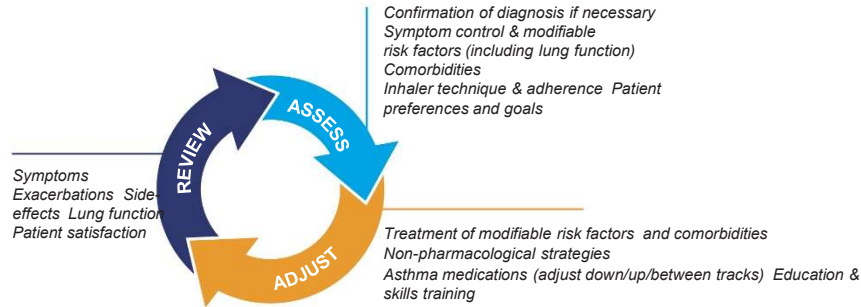 Confirmation of diagnosis if necessary
Symptom control & modifiable
risk factors (including lung function)
Comorbidities
Inhaler technique & adherence Patient
preferences and goals
ASSESS
REVIEW
Symptoms
Exacerbations Side-
effects Lung function
Patient satisfaction
ADJUST
Treatment of modifiable risk factors and comorbidities
Non-pharmacological strategies
Asthma medications (adjust down/up/between tracks) Education &
skills training